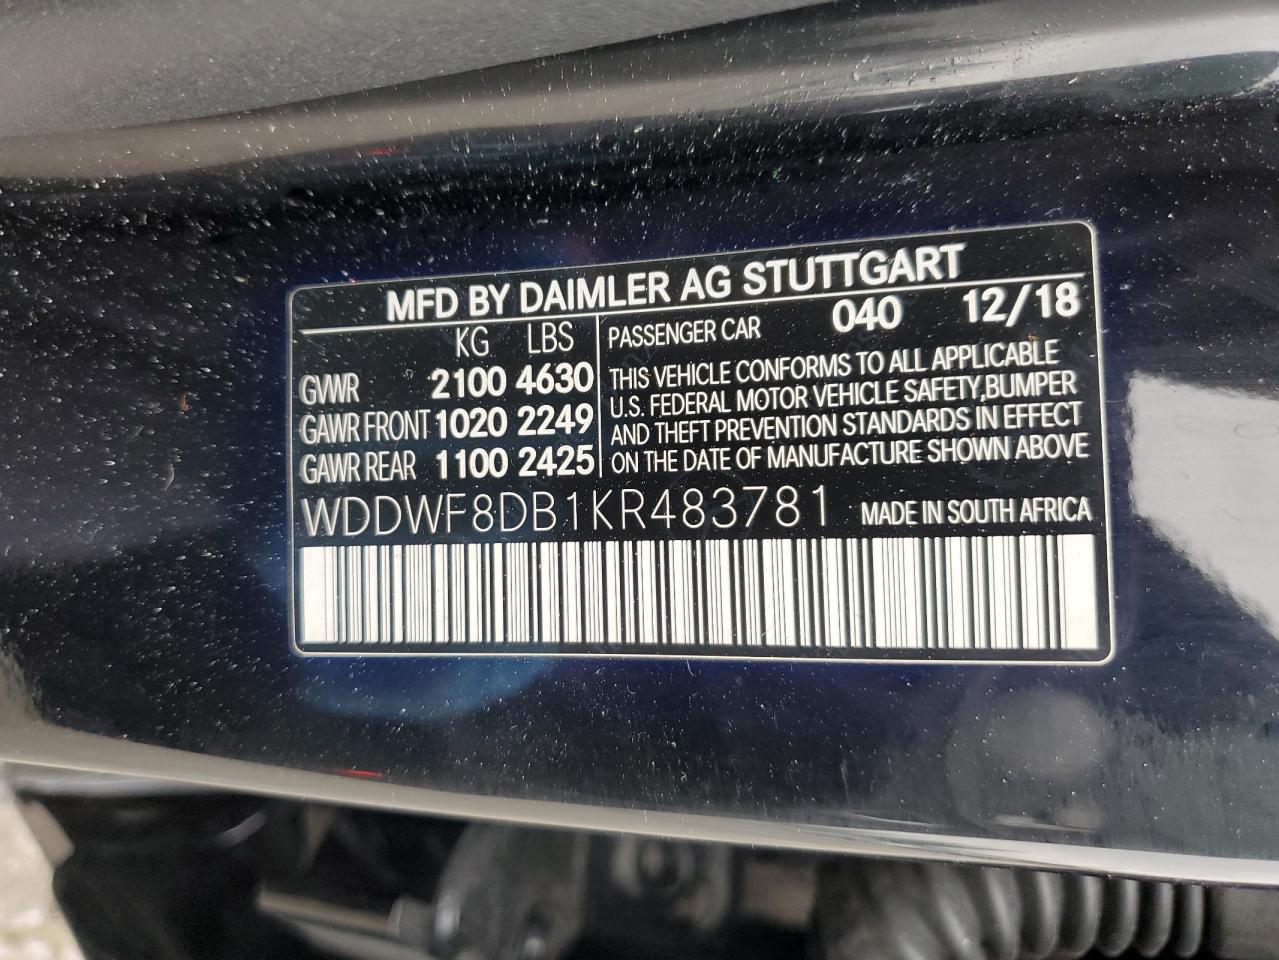 MFD BY DAIMLER AG STUTTGART
KG LBS
GVWR 2100 4630
GAWR FRONT 1020 2249
GAWR REAR 1100 2425
PASSENGER CAR 040 12/18
THIS VEHICLE CONFORMS TO ALL APPLICABLE
U.S. FEDERAL MOTOR VEHICLE SAFETY,BUMPER
AND THEFT PREVENTION STANDARDS IN EFFECT
ON THE DATE OF MANUFACTURE SHOWN ABOVE
WDDWF8DB1KR483781 MADE IN SOUTH AFRICA